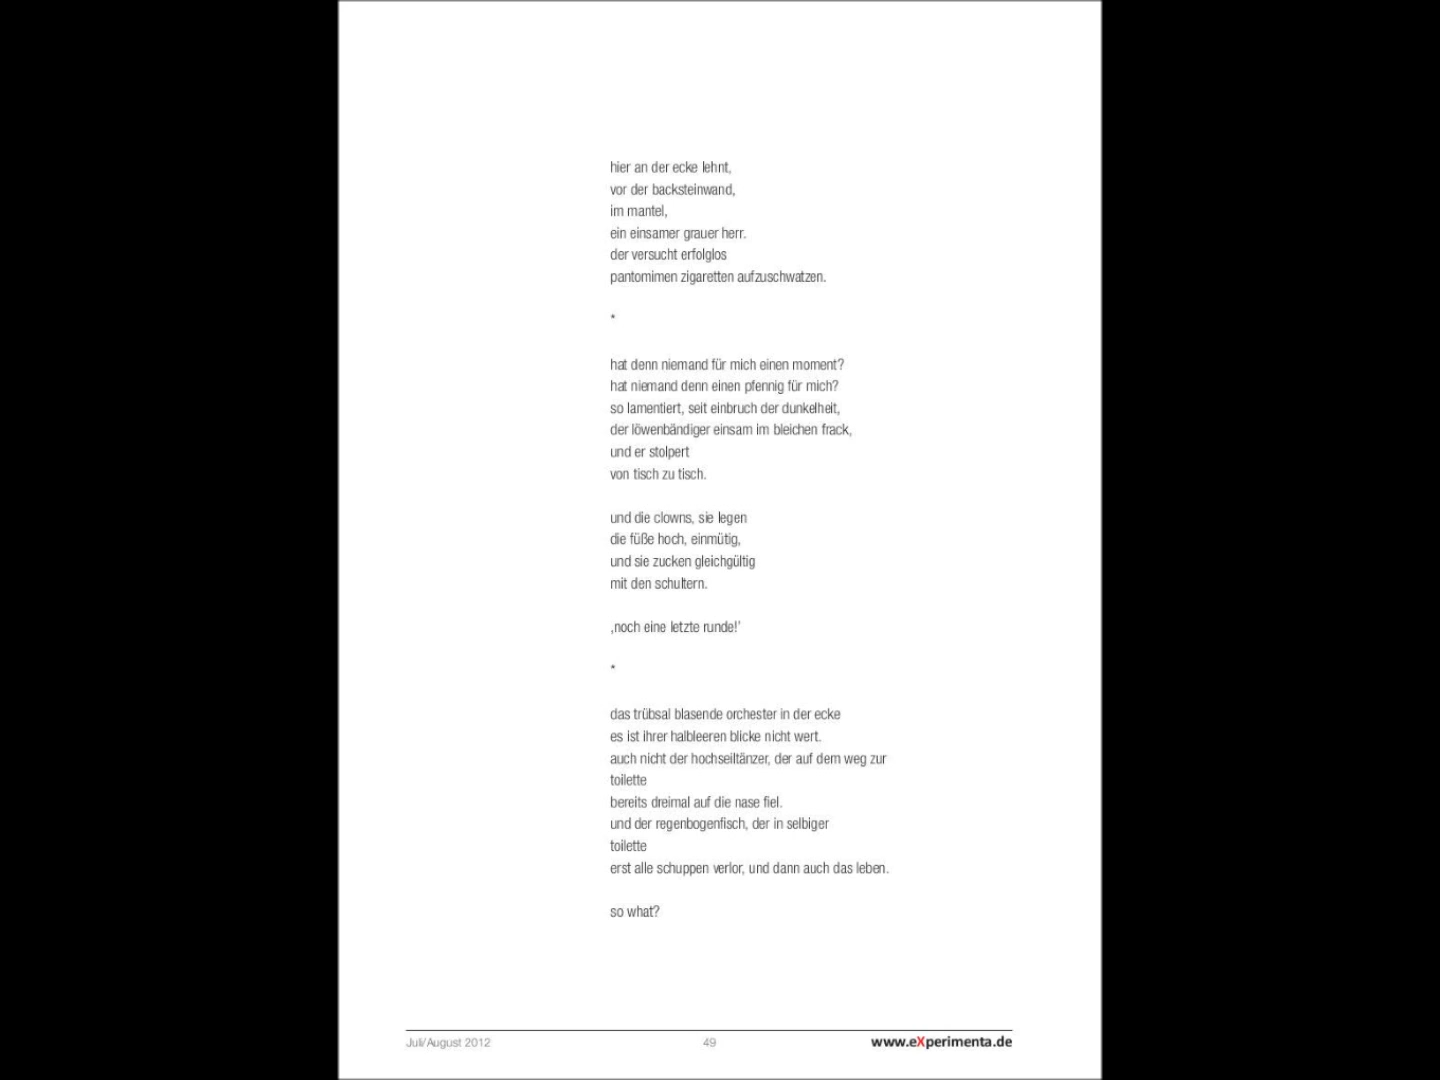 hier an der ecke lehnt,
vor der backsteinwand,
im mantel,
ein einsamer grauer herr.
der versucht erfolglos
pantomimen zigaretten aufzuschwatzen.
*
hat denn niemand für mich einen moment?
hat niemand denn einen pfennig für mich?
so lamentiert, seit einbruch der dunkelheit,
der löwenbändiger einsam im bleichen frack,
und er stolpert
von tisch zu tisch.
und die clowns, sie legen
die füße hoch, einmütig,
und sie zucken gleichgültig
mit den schultern.
‚noch eine letzte runde!'
*
das trübsal blasende orchester in der ecke
es ist ihrer halbleeren blicke nicht wert.
auch nicht der hochseiltänzer, der auf dem weg zur
toilette
bereits dreimal auf die nase fiel.
und der regenbogenfisch, der in selbiger
toilette
erst alle schuppen verlor, und dann auch das leben.
so what?
Juli/August 2012 49 www.eXperimenta.de